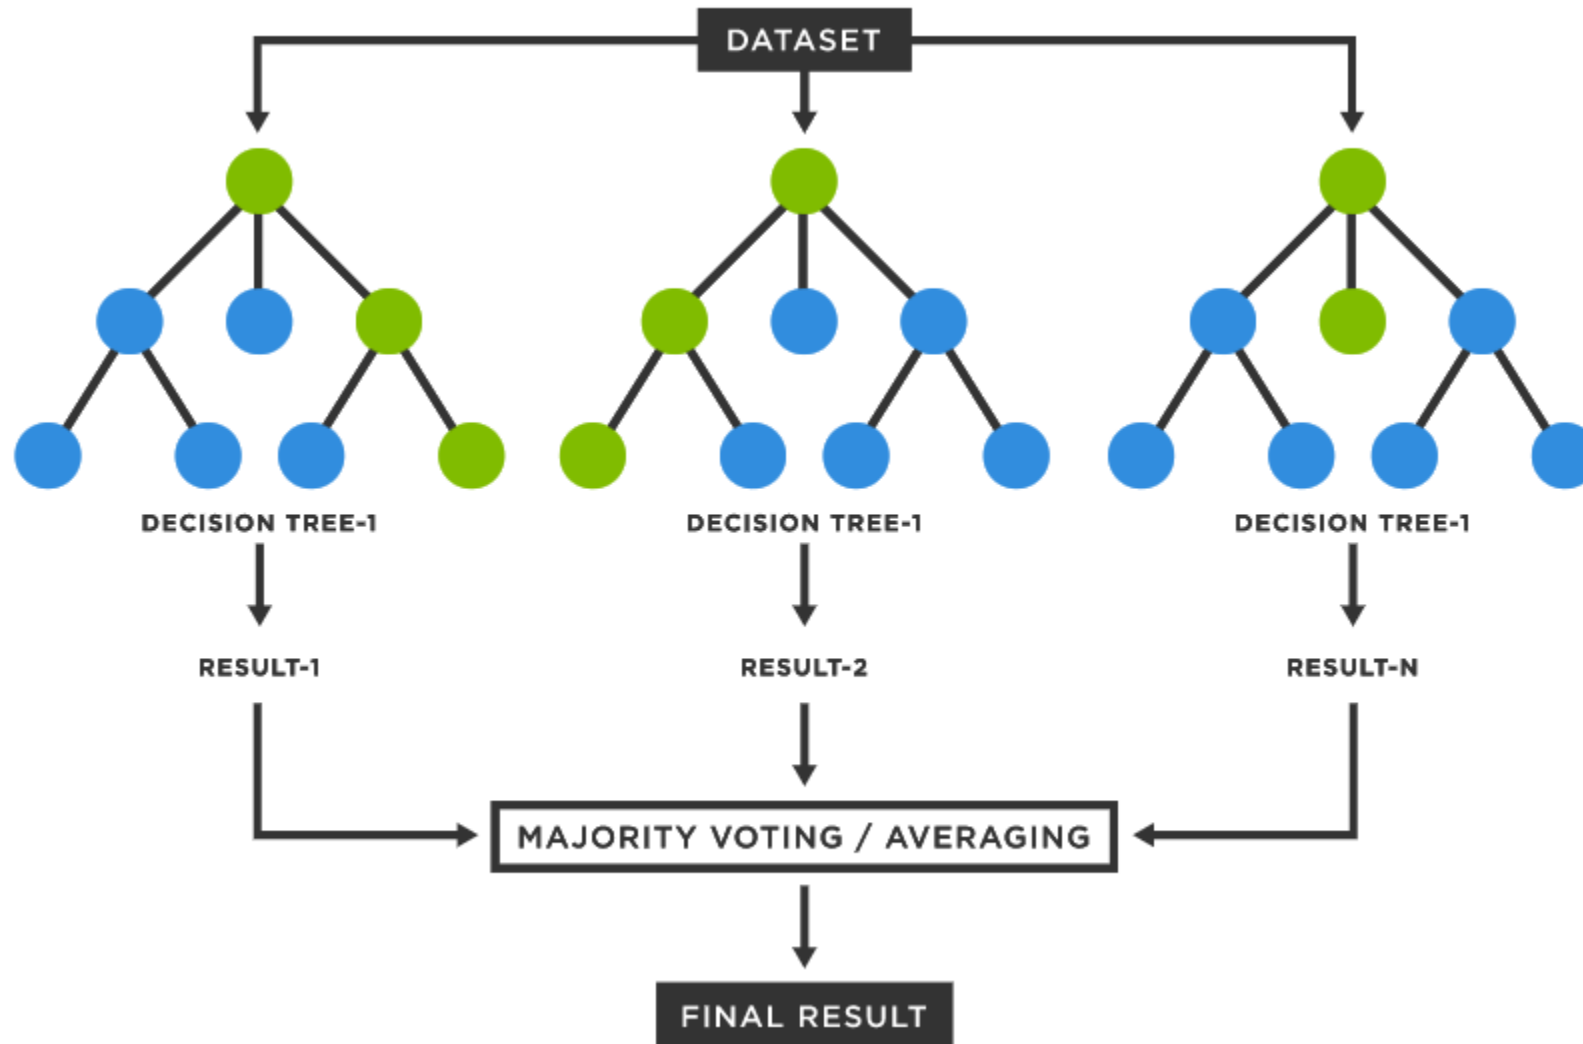 DATASET
DECISION TREE-1
DECISION TREE-1
DECISION TREE-1
RESULT-1
RESULT-2
RESULT-N
MAJORITY VOTING / AVERAGING
FINAL RESULT